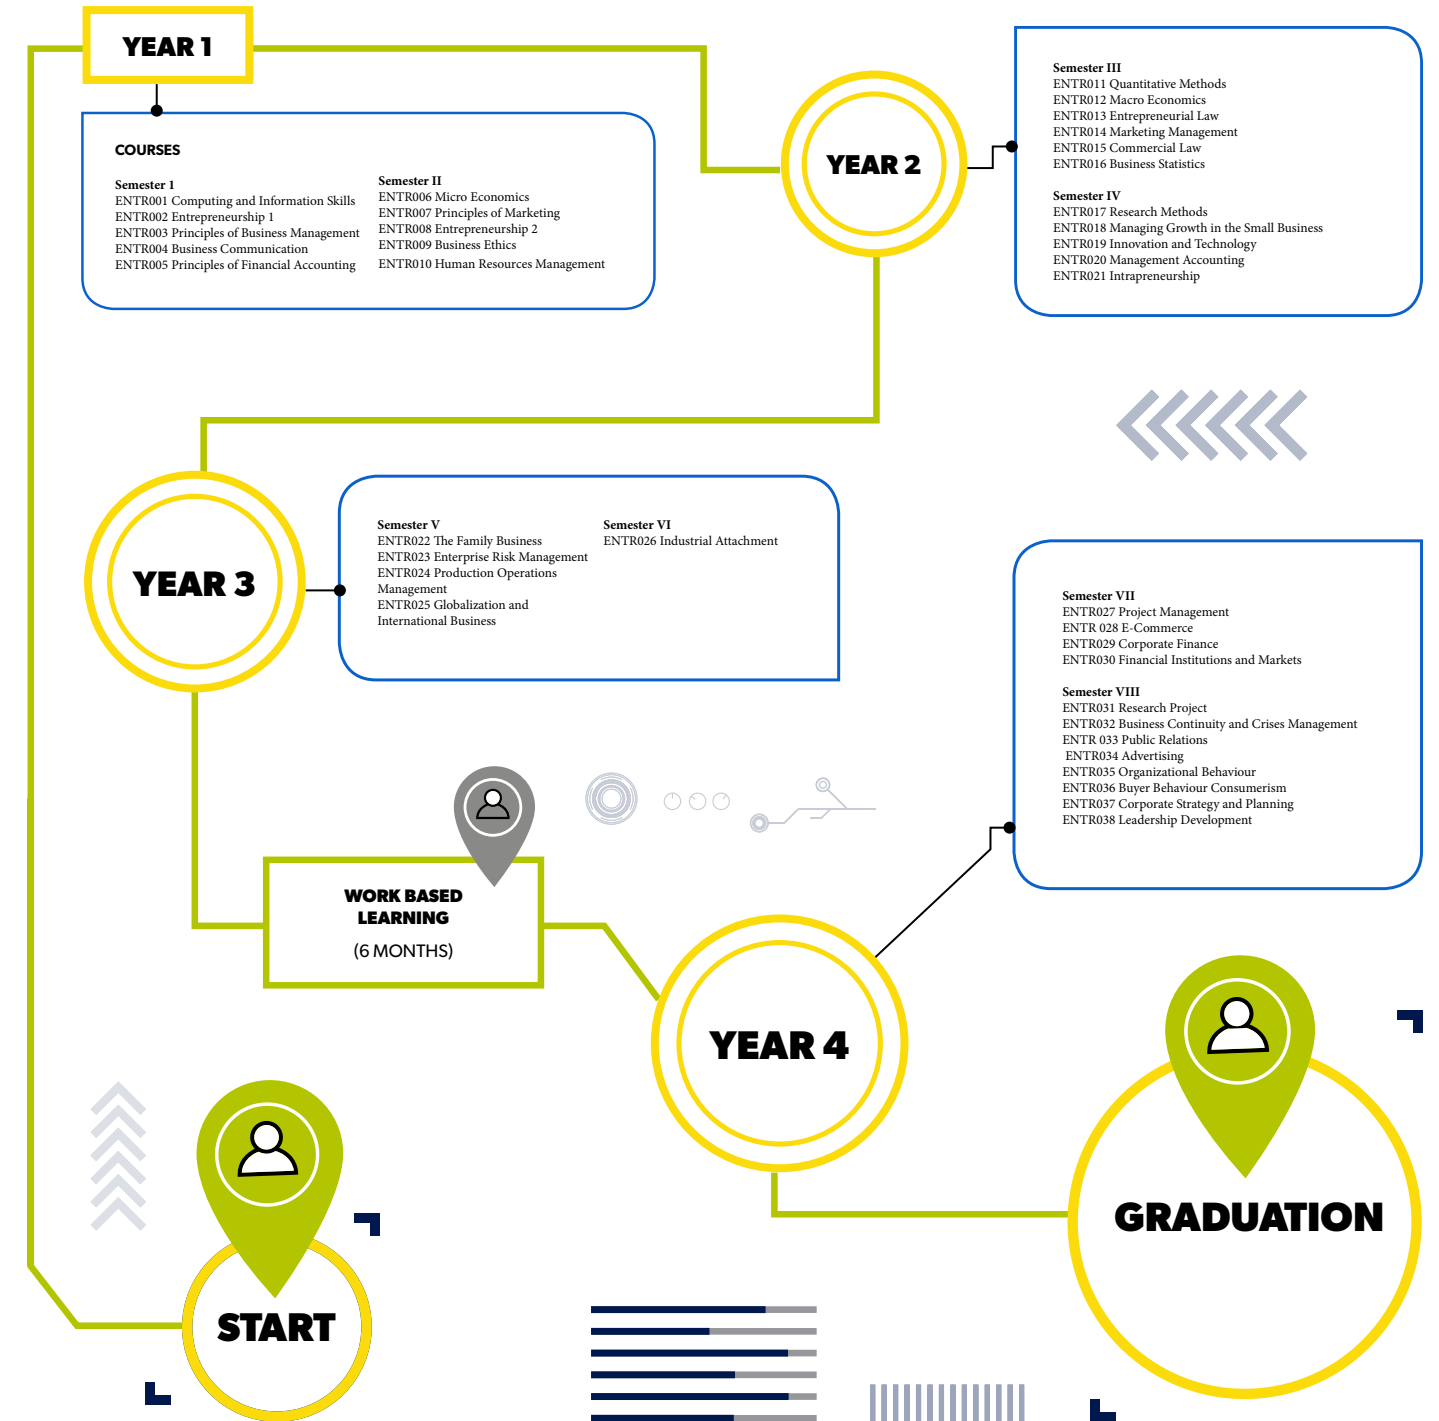 YEAR 1
COURSES
Semester 1
ENTR001 Computing and Information Skills
ENTR002 Entrepreneurship 1
ENTR003 Principles of Business Management
ENTR004 Business Communication
ENTR005 Principles of Financial Accounting
Semester II
ENTR006 Micro Economics
ENTR007 Principles of Marketing
ENTR008 Entrepreneurship 2
ENTR009 Business Ethics
ENTR010 Human Resources Management
YEAR 2
Semester III
ENTR011 Quantitative Methods
ENTR012 Macro Economics
ENTR013 Entrepreneurial Law
ENTR014 Marketing Management
ENTR015 Commercial Law
ENTR016 Business Statistics
Semester IV
ENTR017 Research Methods
ENTR018 Managing Growth in the Small Business
ENTR019 Innovation and Technology
ENTR020 Management Accounting
ENTR021 Intrapreneurship
YEAR 3
Semester V
ENTR022 The Family Business
ENTR023 Enterprise Risk Management
ENTR024 Production Operations
Management
ENTR025 Globalization and
International Business
Semester VI
ENTR026 Industrial Attachment
WORK BASED
LEARNING
(6 MONTHS)
YEAR 4
Semester VII
ENTR027 Project Management
ENTR 028 E-Commerce
ENTR029 Corporate Finance
ENTR030 Financial Institutions and Markets
Semester VIII
ENTR031 Research Project
ENTR032 Business Continuity and Crises Management
ENTR 033 Public Relations
ENTR034 Advertising
ENTR035 Organizational Behaviour
ENTR036 Buyer Behaviour Consumerism
ENTR037 Corporate Strategy and Planning
ENTR038 Leadership Development
GRADUATION
START